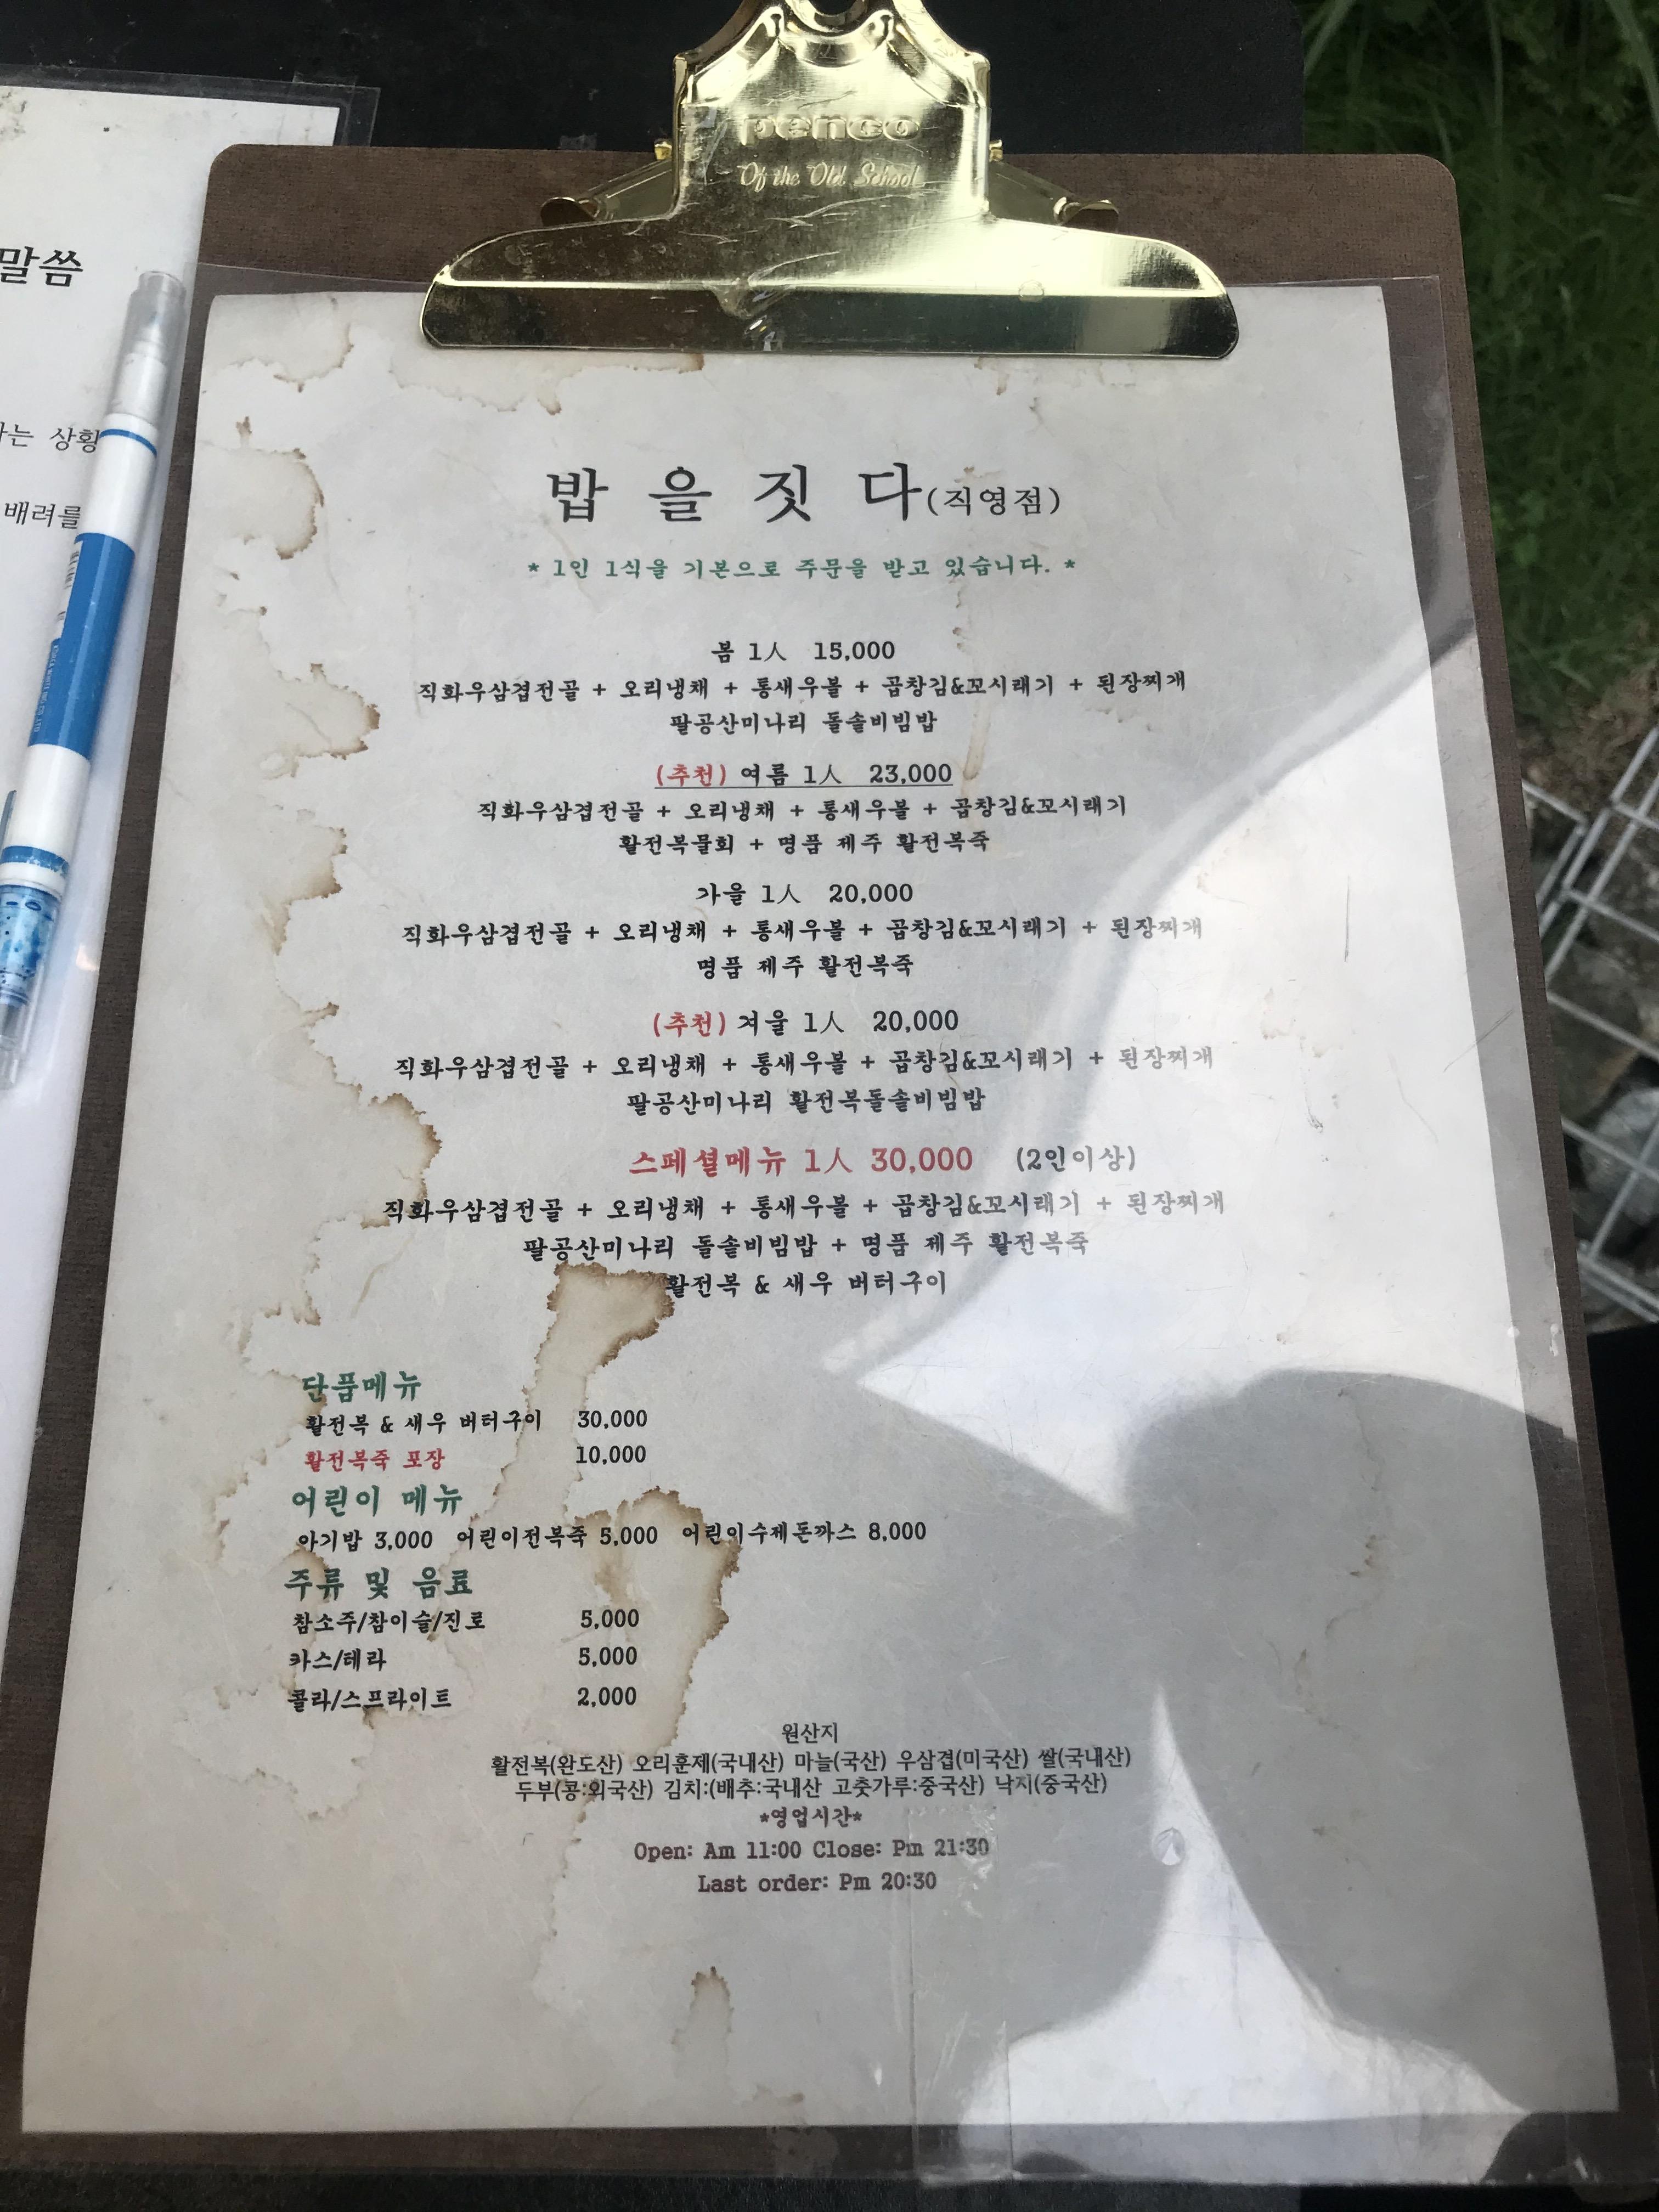 penco
Of the Old School
말씀
는 상황
배려를
밥 을 짓 다(직영점)
* 1인 1식을 기본으로 주문을 받고 있습니다. *
봄 1人 15,000
직화우삼겹전골 + 오리냉채 + 통새우볼 + 곱창김&꼬시래기 + 된장찌개
팔공산미나리 돌솥비빔밥
(추천) 여름 1人 23,000
직화우삼겹전골 + 오리냉채 + 통새우볼 + 곱창김&꼬시래기
활전복물회 + 명품 제주 활전복죽
가을 1人 20,000
직화우삼겹전골 + 오리냉채 + 통새우볼 + 곱창김&꼬시래기 + 된장찌개
명품 제주 활전복죽
(추천) 겨울 1人 20,000
직화우삼겹전골 + 오리냉채 + 통새우볼 + 곱창김&꼬시래기 + 된장찌개
팔공산미나리 활전복돌솥비빔밥
스페셜메뉴 1人 30,000 (2인이상)
직화우삼겹전골 + 오리냉채 + 통새우볼 + 곱창김&꼬시래기 + 된장찌개
팔공산미나리 돌솥비빔밥 + 명품 제주 활전복죽
활전복 & 새우 버터구이
단품메뉴
활전복 & 새우 버터구이 30,000
활전복죽 포장 10,000
어린이 메뉴
아기밥 3,000 어린이전복죽 5,000 어린이수제돈까스 8,000
주류 및 음료
참소주/참이슬/진로 5,000
카스/테라 5,000
콜라/스프라이트 2,000
원산지
활전복(완도산) 오리훈제(국내산) 마늘(국산) 우삼겹(미국산) 쌀(국내산)
두부(콩:외국산) 김치:(배추:국내산 고춧가루:중국산) 낙지(중국산)
*영업시간*
Open: Am 11:00 Close: Pm 21:30
Last order: Pm 20:30